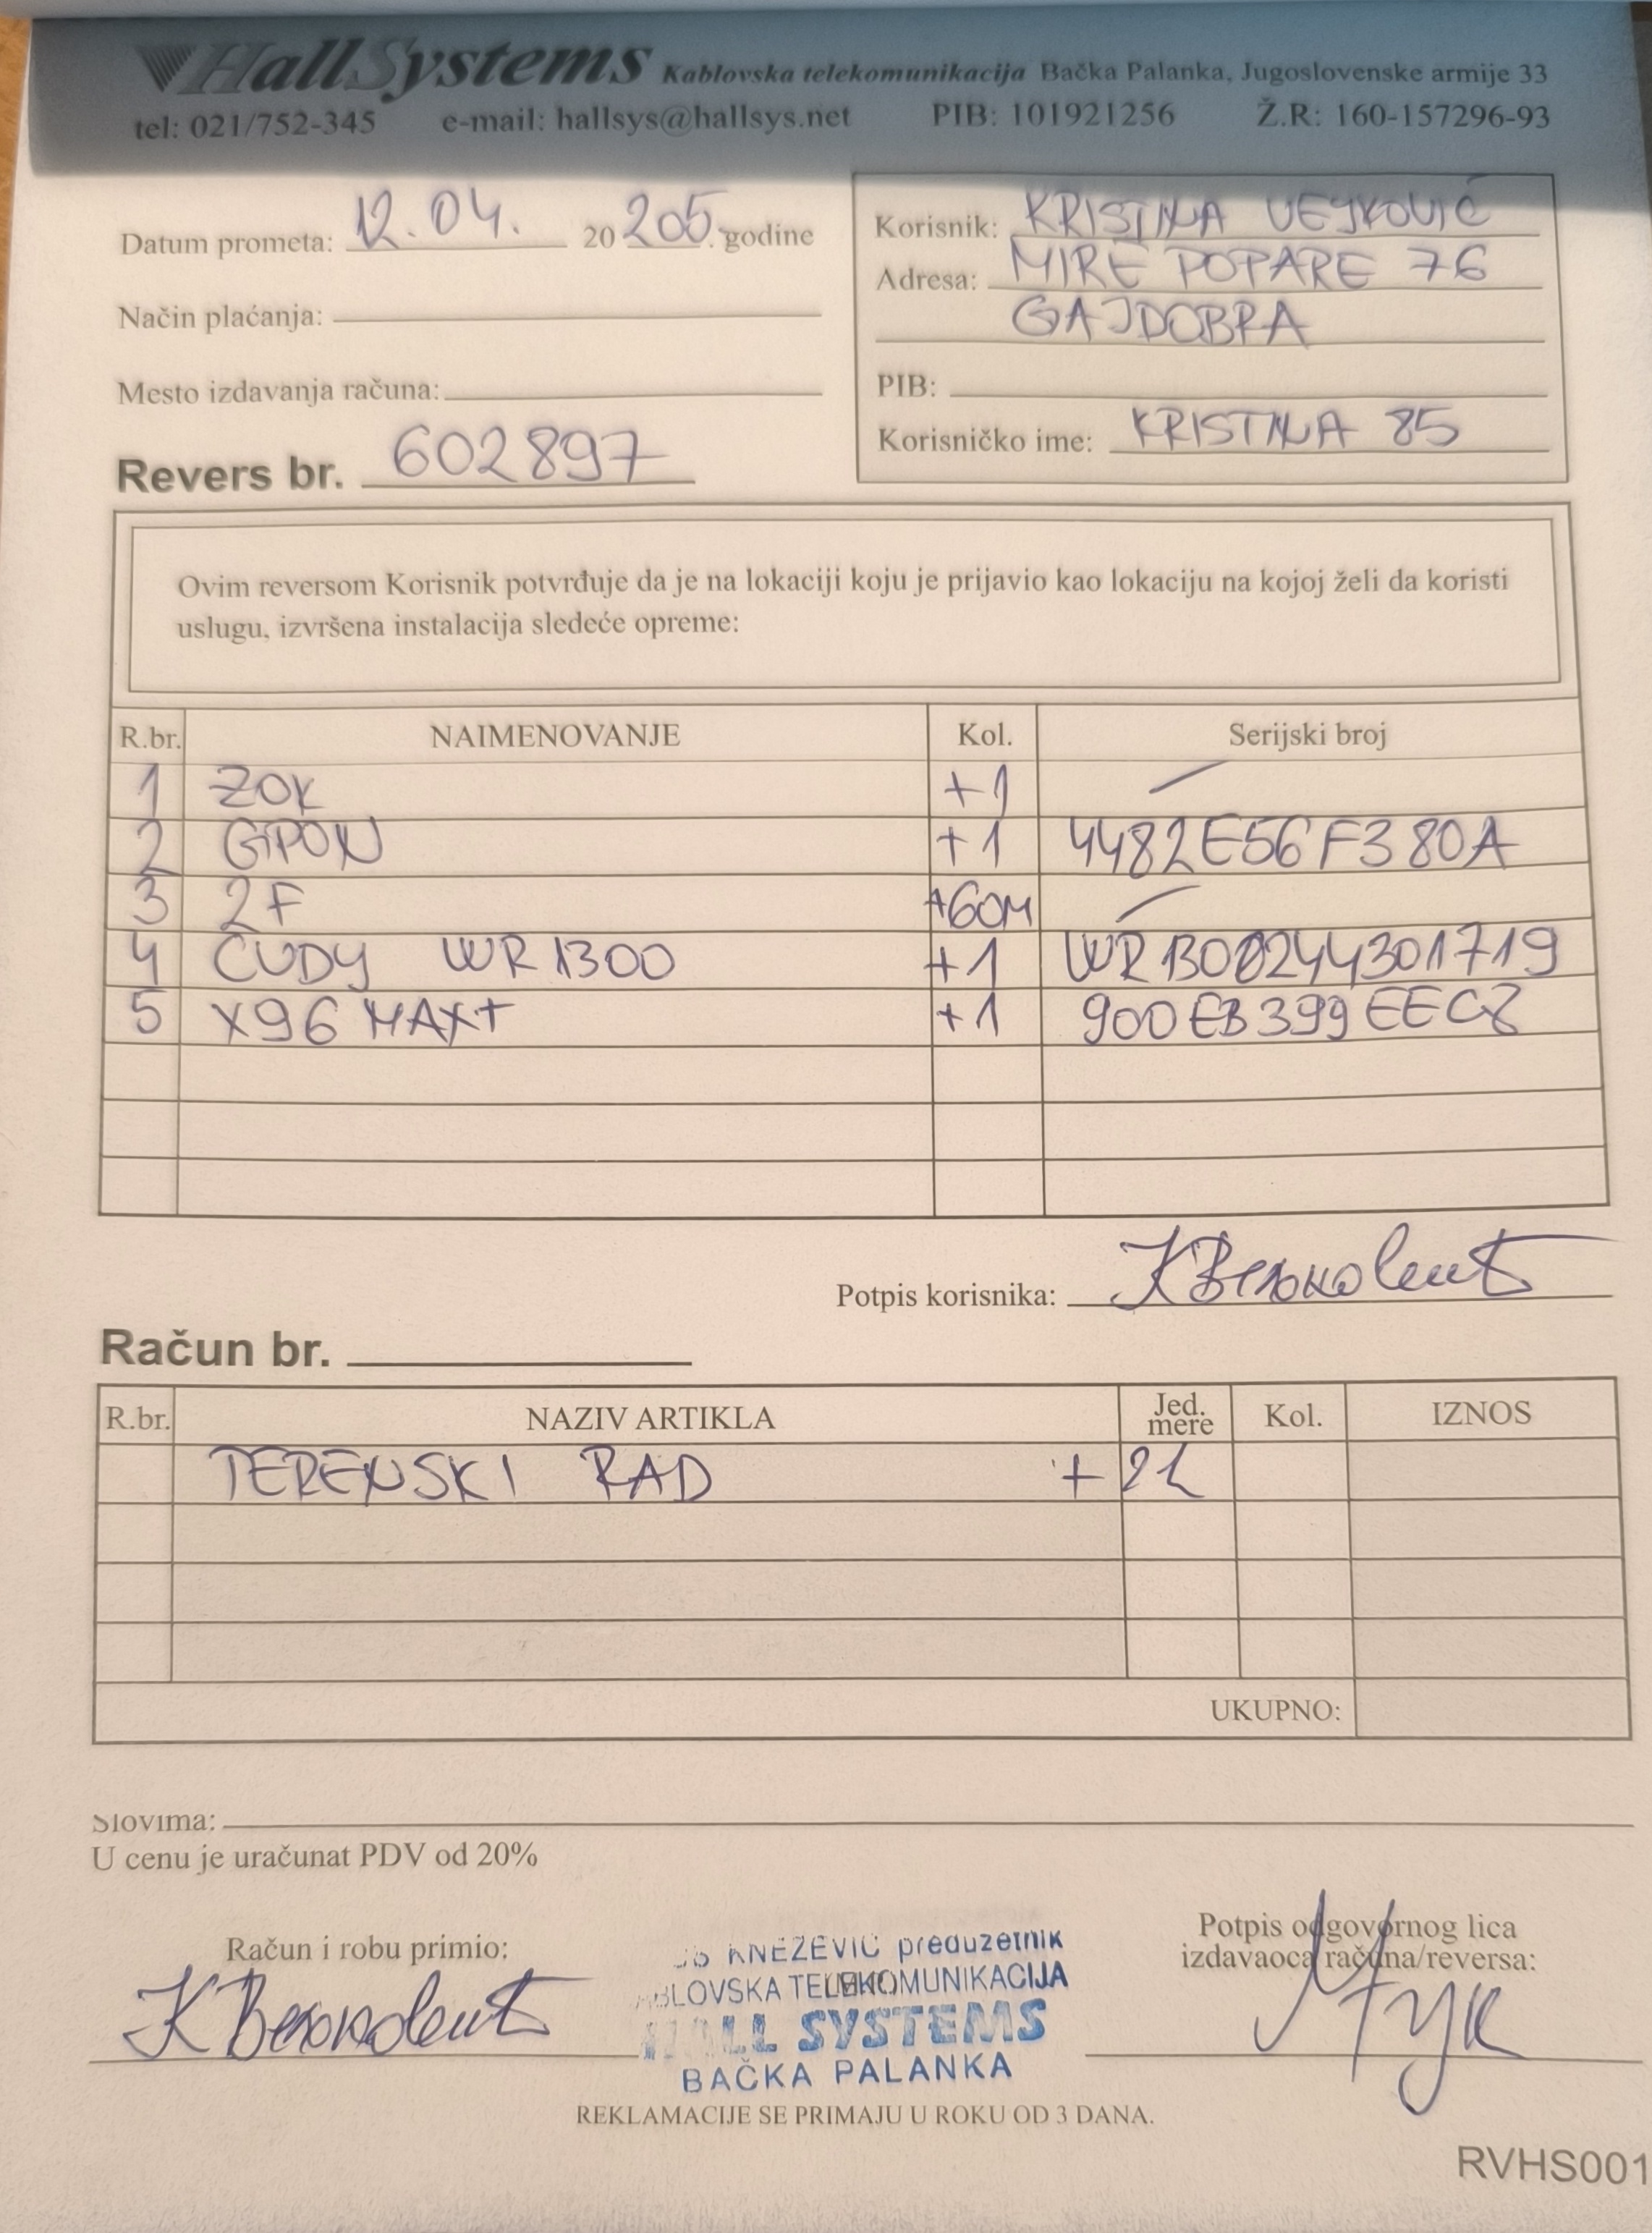 HallSystems Kablovska telekomunikacija Bačka Palanka, Jugoslovenske armije 33
tel: 021/752-345 e-mail: hallsys@hallsys.net PIB: 101921256 Ž.R: 160-157296-93
Datum prometa: 12.04. 20 205. godine
Način plaćanja:
Mesto izdavanja računa:
Revers br. 602897
Korisnik: KRISTINA VEJKOVIĆ
Adresa: MIRE POPARE 76
GAJDOBRA
PIB:
Korisničko ime: KRISTINA 85
Ovim reversom Korisnik potvrđuje da je na lokaciji koju je prijavio kao lokaciju na kojoj želi da koristi
uslugu, izvršena instalacija sledeće opreme:
R.br. NAIMENOVANJE Kol. Serijski broj
1 ZOK +1 /
2 GPON +1 4482E56F380A
3 2F +60M /
4 CUDY WR1300 +1 WR1300244301719
5 X96 MAX+ +1 900EB399EEC8
Potpis korisnika:
Račun br.
R.br. NAZIV ARTIKLA Jed. mere Kol. IZNOS
TERENSKI RAD +2h
UKUPNO:
Slovima:
U cenu je uračunat PDV od 20%
Račun i robu primio:
KNEŽEVIĆ preduzetnik
TELEKOMUNIKACIJA
HALL SYSTEMS
BAČKA PALANKA
Potpis odgovornog lica
izdavaoca računa/reversa:
REKLAMACIJE SE PRIMAJU U ROKU OD 3 DANA.
RVHS001